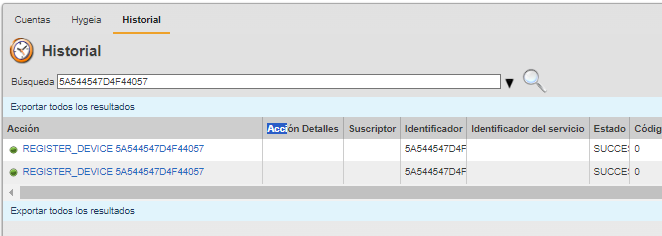 Cuentas Hygeia Historial
Historial
Búsqueda 5A544547D4F44057
Exportar todos los resultados
Acción Acción Detalles Suscriptor Identificador Identificador del servicio Estado Códig
REGISTER_DEVICE 5A544547D4F44057 5A544547D4F SUCCES 0
REGISTER_DEVICE 5A544547D4F44057 5A544547D4F SUCCES 0
Exportar todos los resultados